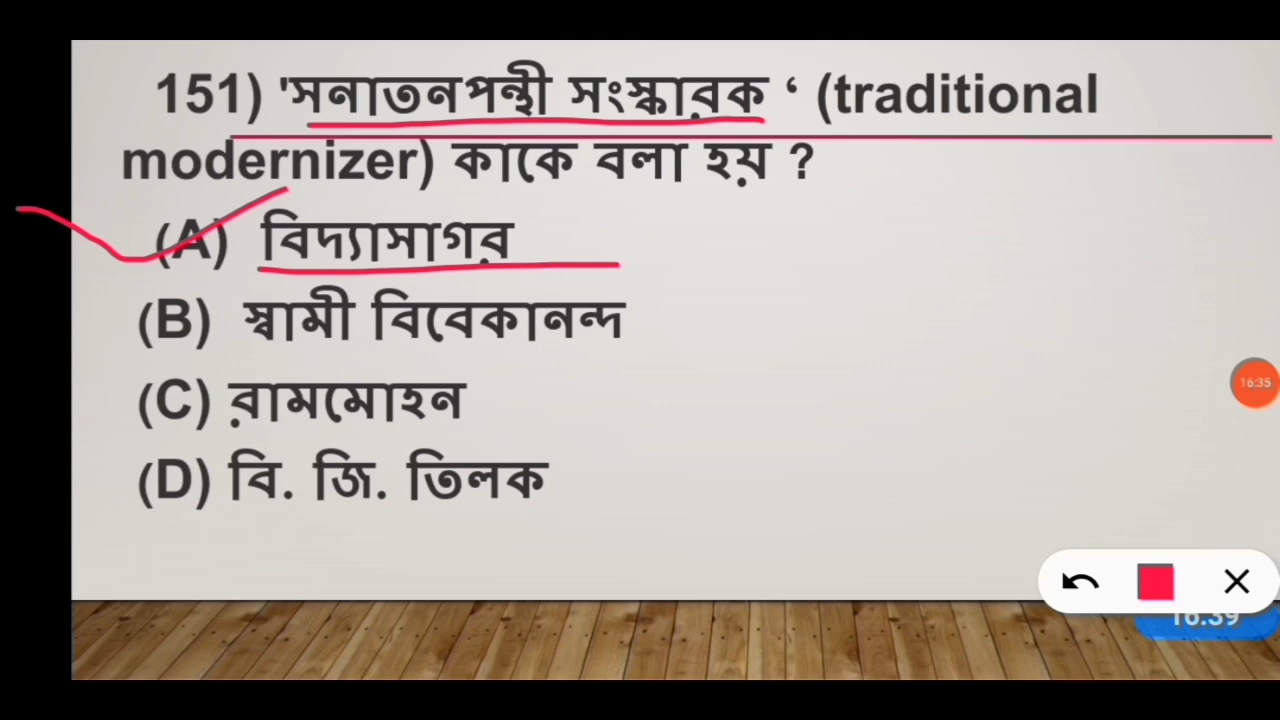 151) 'সনাতনপন্থী সংস্কারক ‘ (traditional
modernizer) কাকে বলা হয় ?
(A) বিদ্যাসাগর
(B) স্বামী বিবেকানন্দ
(C) রামমোহন
(D) বি. জি. তিলক
16:35
16:39